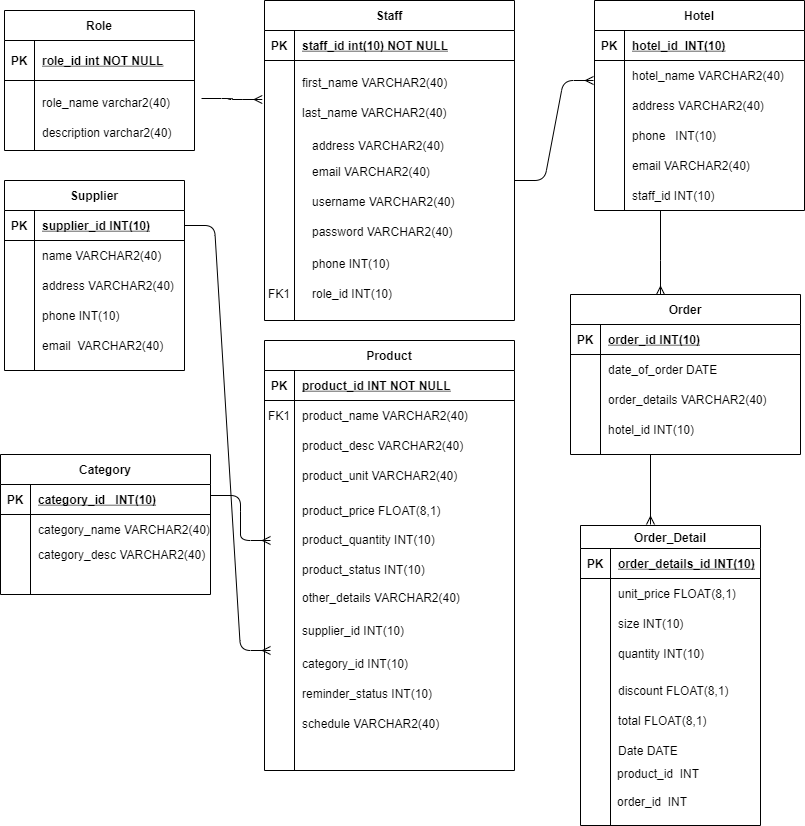 Role
PK role_id int NOT NULL
role_name varchar2(40)
description varchar2(40)
Staff
PK staff_id int(10) NOT NULL
first_name VARCHAR2(40)
last_name VARCHAR2(40)
address VARCHAR2(40)
email VARCHAR2(40)
username VARCHAR2(40)
password VARCHAR2(40)
phone INT(10)
FK1 role_id INT(10)
Hotel
PK hotel_id INT(10)
hotel_name VARCHAR2(40)
address VARCHAR2(40)
phone INT(10)
email VARCHAR2(40)
staff_id INT(10)
Supplier
PK supplier_id INT(10)
name VARCHAR2(40)
address VARCHAR2(40)
phone INT(10)
email VARCHAR2(40)
Product
PK product_id INT NOT NULL
FK1 product_name VARCHAR2(40)
product_desc VARCHAR2(40)
product_unit VARCHAR2(40)
product_price FLOAT(8,1)
product_quantity INT(10)
product_status INT(10)
other_details VARCHAR2(40)
supplier_id INT(10)
category_id INT(10)
reminder_status INT(10)
schedule VARCHAR2(40)
Order
PK order_id INT(10)
date_of_order DATE
order_details VARCHAR2(40)
hotel_id INT(10)
Category
PK category_id INT(10)
category_name VARCHAR2(40)
category_desc VARCHAR2(40)
Order_Detail
PK order_details_id INT(10)
unit_price FLOAT(8,1)
size INT(10)
quantity INT(10)
discount FLOAT(8,1)
total FLOAT(8,1)
Date DATE
product_id INT
order_id INT